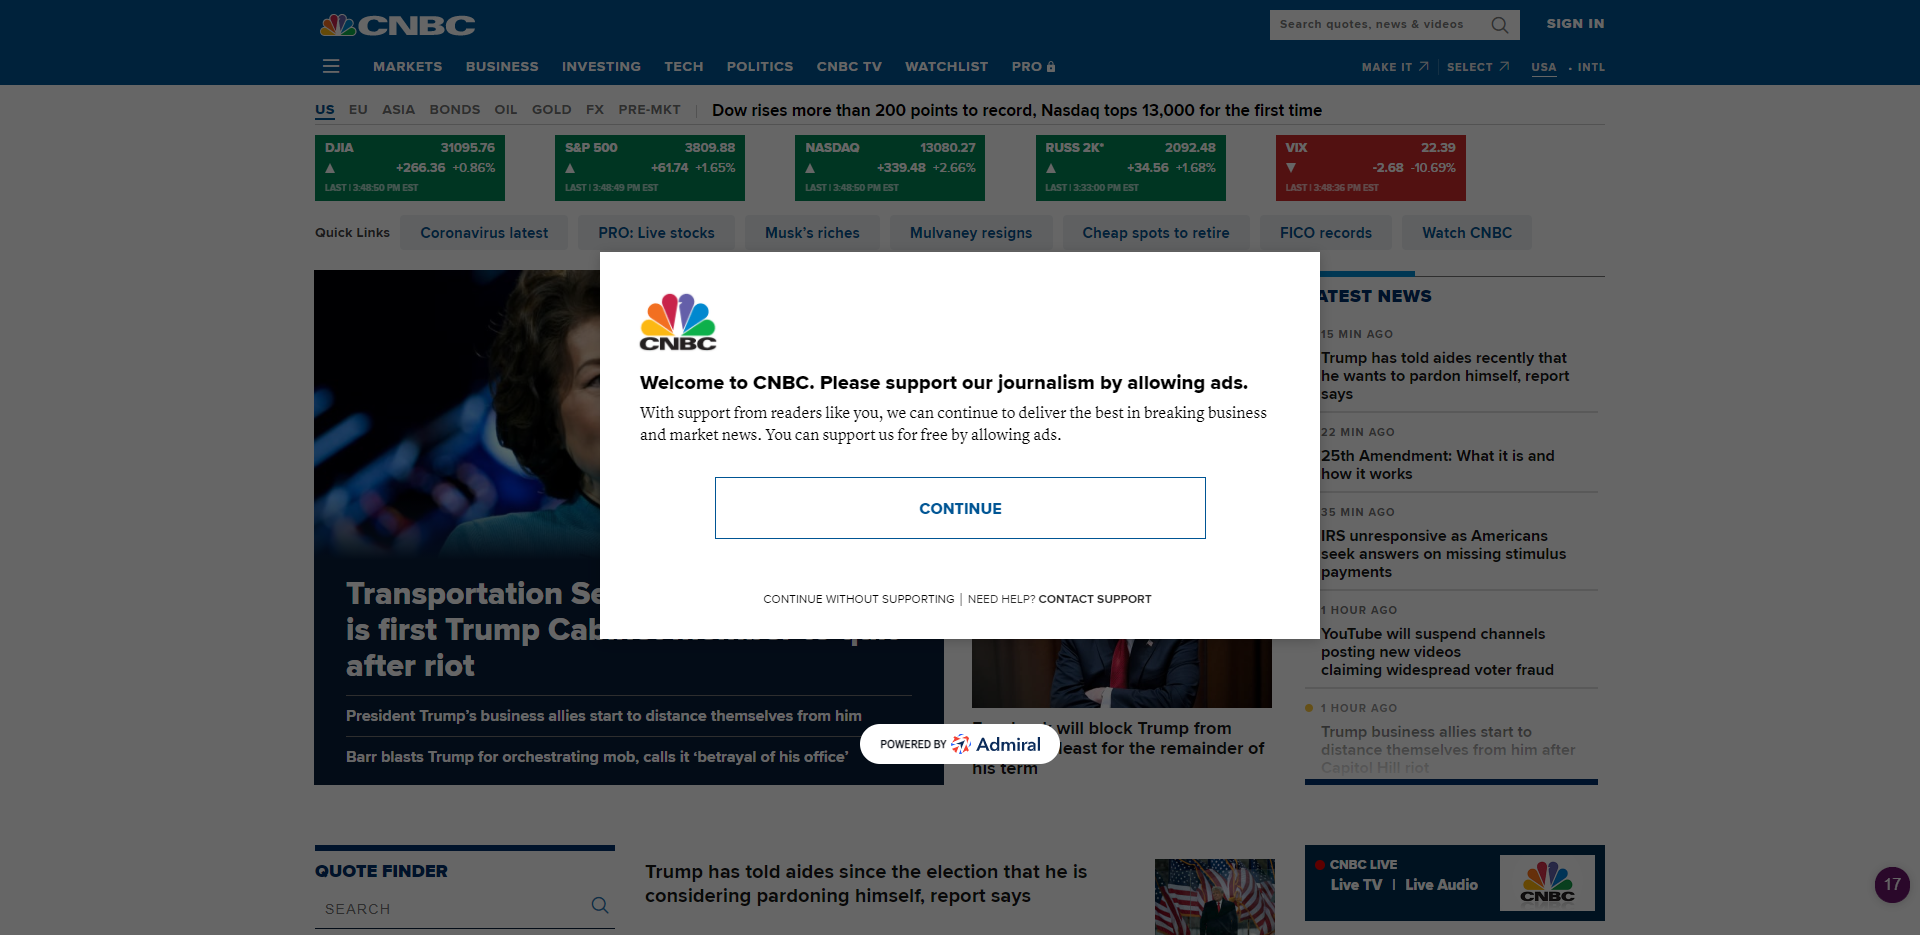 CNBC
Search quotes, news & videos
SIGN IN
MARKETS BUSINESS INVESTING TECH POLITICS CNBC TV WATCHLIST PRO
MAKE IT SELECT USA • INTL
US EU ASIA BONDS OIL GOLD FX PRE-MKT
Dow rises more than 200 points to record, Nasdaq tops 13,000 for the first time
DJIA 31095.76
+266.36 +0.86%
LAST | 3:48:50 PM EST
S&P 500 3809.88
+61.74 +1.65%
LAST | 3:48:49 PM EST
NASDAQ 13080.27
+339.48 +2.66%
LAST | 3:48:50 PM EST
RUSS 2K* 2092.48
+34.56 +1.68%
LAST | 3:33:00 PM EST
VIX 22.39
-2.68 -10.69%
LAST | 3:48:36 PM EST
Quick Links Coronavirus latest PRO: Live stocks Musk's riches Mulvaney resigns Cheap spots to retire FICO records Watch CNBC
CNBC
Welcome to CNBC. Please support our journalism by allowing ads.
With support from readers like you, we can continue to deliver the best in breaking business
and market news. You can support us for free by allowing ads.
CONTINUE
CONTINUE WITHOUT SUPPORTING | NEED HELP? CONTACT SUPPORT
POWERED BY Admiral
Transportation
is first Trump
after riot
President Trump's business allies start to distance themselves from him
Barr blasts Trump for orchestrating mob, calls it ‘betrayal of his office’
will block Trump from
least for the remainder of
his term
LATEST NEWS
15 MIN AGO
Trump has told aides recently that
he wants to pardon himself, report
says
22 MIN AGO
25th Amendment: What it is and
how it works
35 MIN AGO
IRS unresponsive as Americans
seek answers on missing stimulus
payments
1 HOUR AGO
YouTube will suspend channels
posting new videos
claiming widespread voter fraud
1 HOUR AGO
Trump business allies start to
distance themselves from him after
Capitol Hill riot
QUOTE FINDER
SEARCH
Trump has told aides since the election that he is
considering pardoning himself, report says
CNBC LIVE
Live TV | Live Audio
CNBC
17